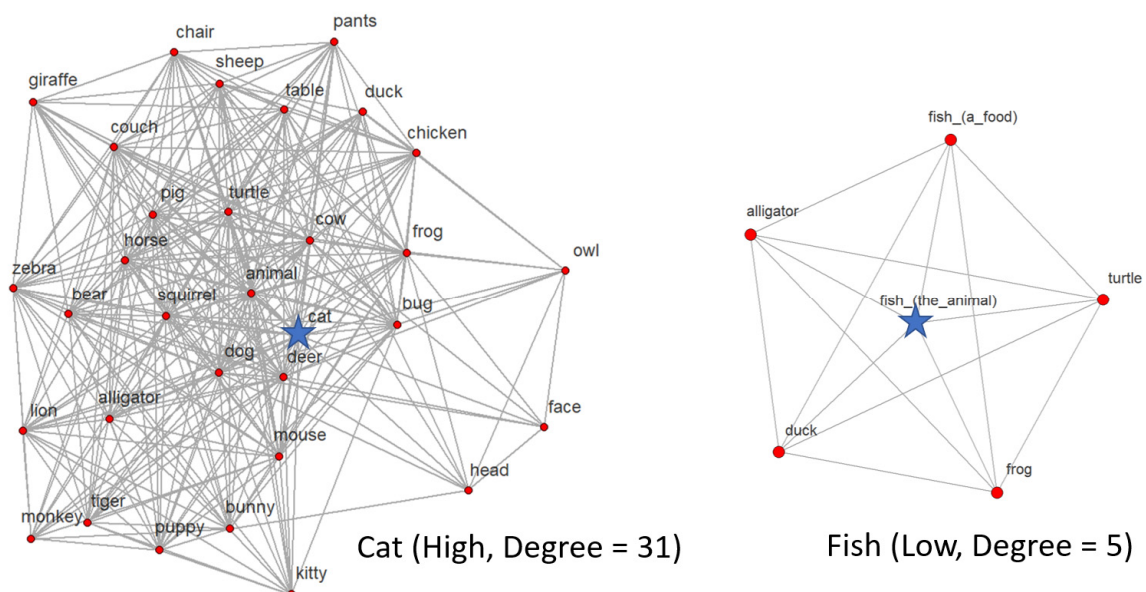 pants
chair
sheep
giraffe
table
duck
couch
chicken
pig
turtle
cow
frog
horse
owl
zebra
animal
bear
squirrel
bug
cat
dog
deer
lion
alligator
face
mouse
head
tiger
monkey
bunny
puppy
kitty
Cat (High, Degree = 31)
fish_(a_food)
alligator
turtle
fish_(the_animal)
duck
frog
Fish (Low, Degree = 5)